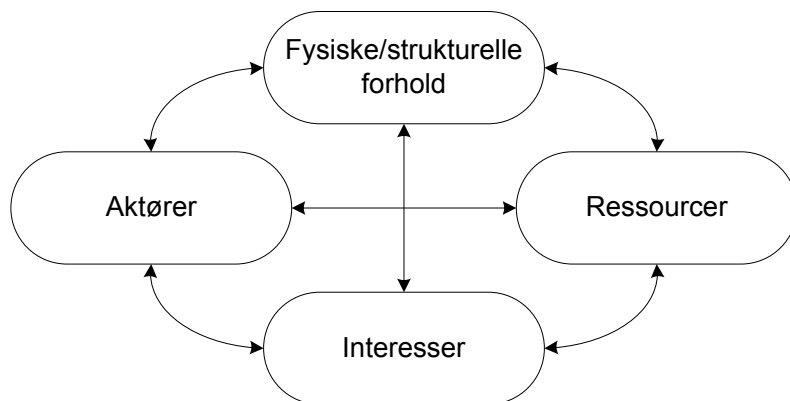 Fysiske/strukturelle
forhold
Aktører
Ressourcer
Interesser